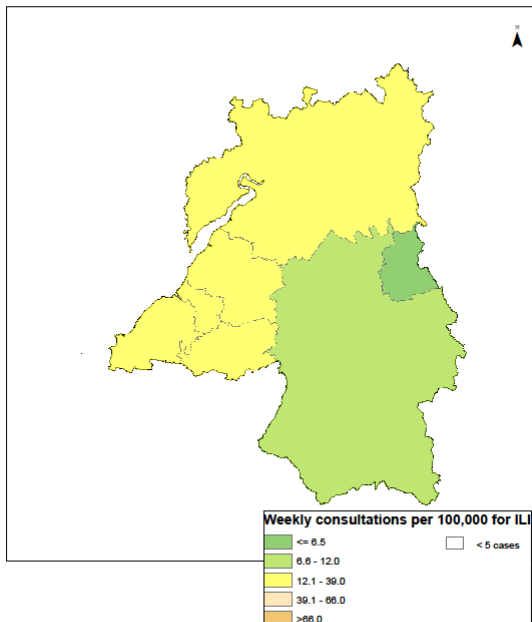 N
Weekly consultations per 100,000 for ILI
<= 6.5
< 5 cases
6.6 - 12.0
12.1 - 39.0
39.1 - 66.0
>66.0